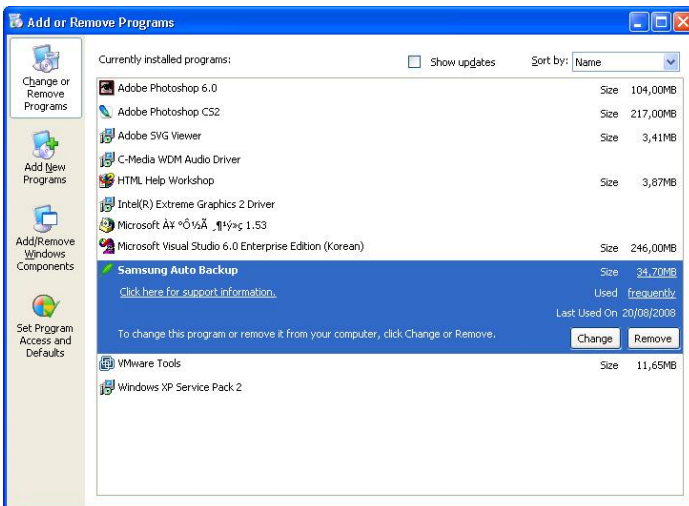 Add or Remove Programs
Change or
Remove
Programs
Add New
Programs
Add/Remove
Windows
Components
Set Program
Access and
Defaults
Currently installed programs:
Show updates
Sort by: Name
Adobe Photoshop 6.0 Size 104,00MB
Adobe Photoshop CS2 Size 217,00MB
Adobe SVG Viewer Size 3,41MB
C-Media WDM Audio Driver
HTML Help Workshop Size 3,87MB
Intel(R) Extreme Graphics 2 Driver
Microsoft 1.53
Microsoft Visual Studio 6.0 Enterprise Edition (Korean) Size 246,00MB
Samsung Auto Backup Size 34,70MB
Click here for support information. Used frequently
Last Used On 20/08/2008
To change this program or remove it from your computer, click Change or Remove. Change Remove
VMware Tools Size 11,65MB
Windows XP Service Pack 2